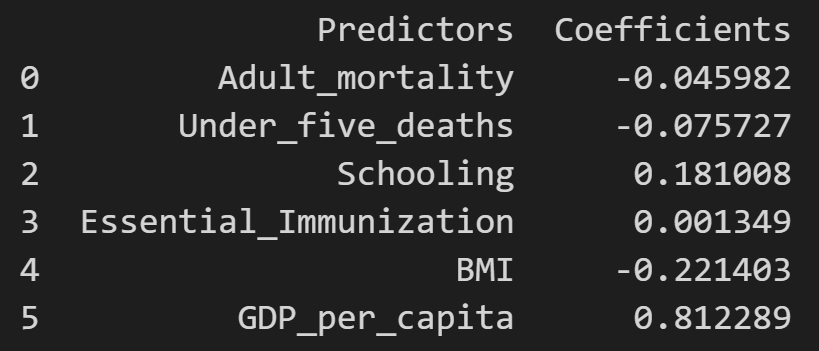 Predictors Coefficients
0 Adult_mortality -0.045982
1 Under_five_deaths -0.075727
2 Schooling 0.181008
3 Essential_Immunization 0.001349
4 BMI -0.221403
5 GDP_per_capita 0.812289